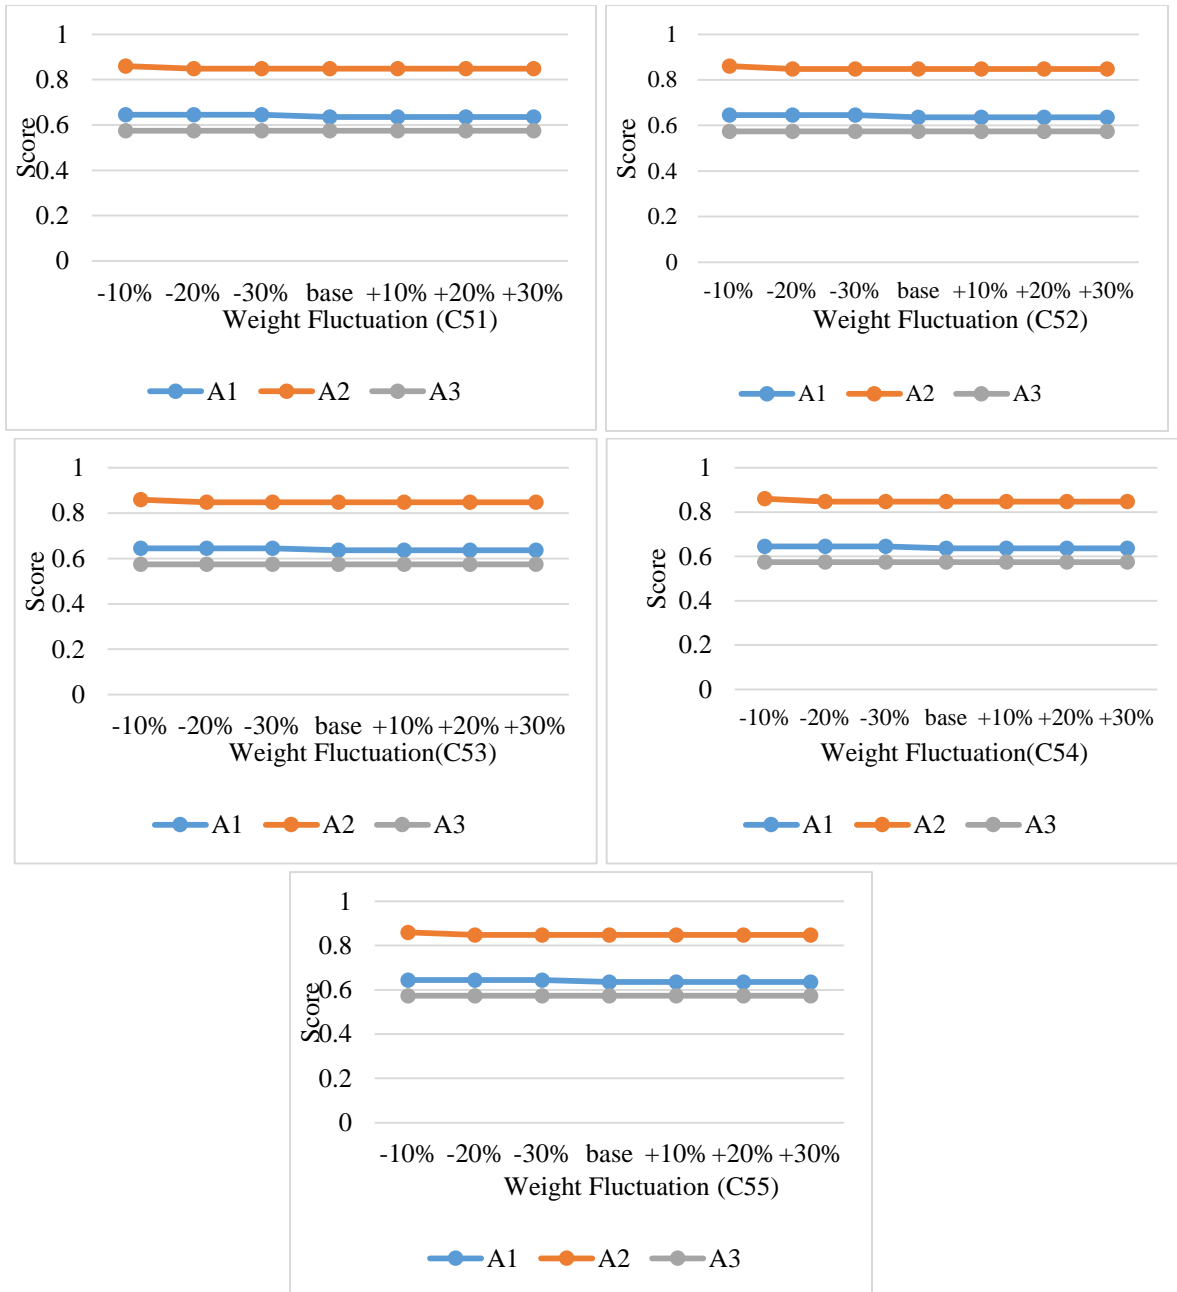 1
0.8
0.6
0.4
0.2
0
Score
-10% -20% -30% base +10% +20% +30%
Weight Fluctuation (C51)
A1 A2 A3
1
0.8
0.6
0.4
0.2
0
Score
-10% -20% -30% base +10% +20% +30%
Weight Fluctuation (C52)
A1 A2 A3
1
0.8
0.6
0.4
0.2
0
Score
-10% -20% -30% base +10% +20% +30%
Weight Fluctuation(C53)
A1 A2 A3
1
0.8
0.6
0.4
0.2
0
Score
-10% -20% -30% base +10% +20% +30%
Weight Fluctuation(C54)
A1 A2 A3
1
0.8
0.6
0.4
0.2
0
Score
-10% -20% -30% base +10% +20% +30%
Weight Fluctuation (C55)
A1 A2 A3